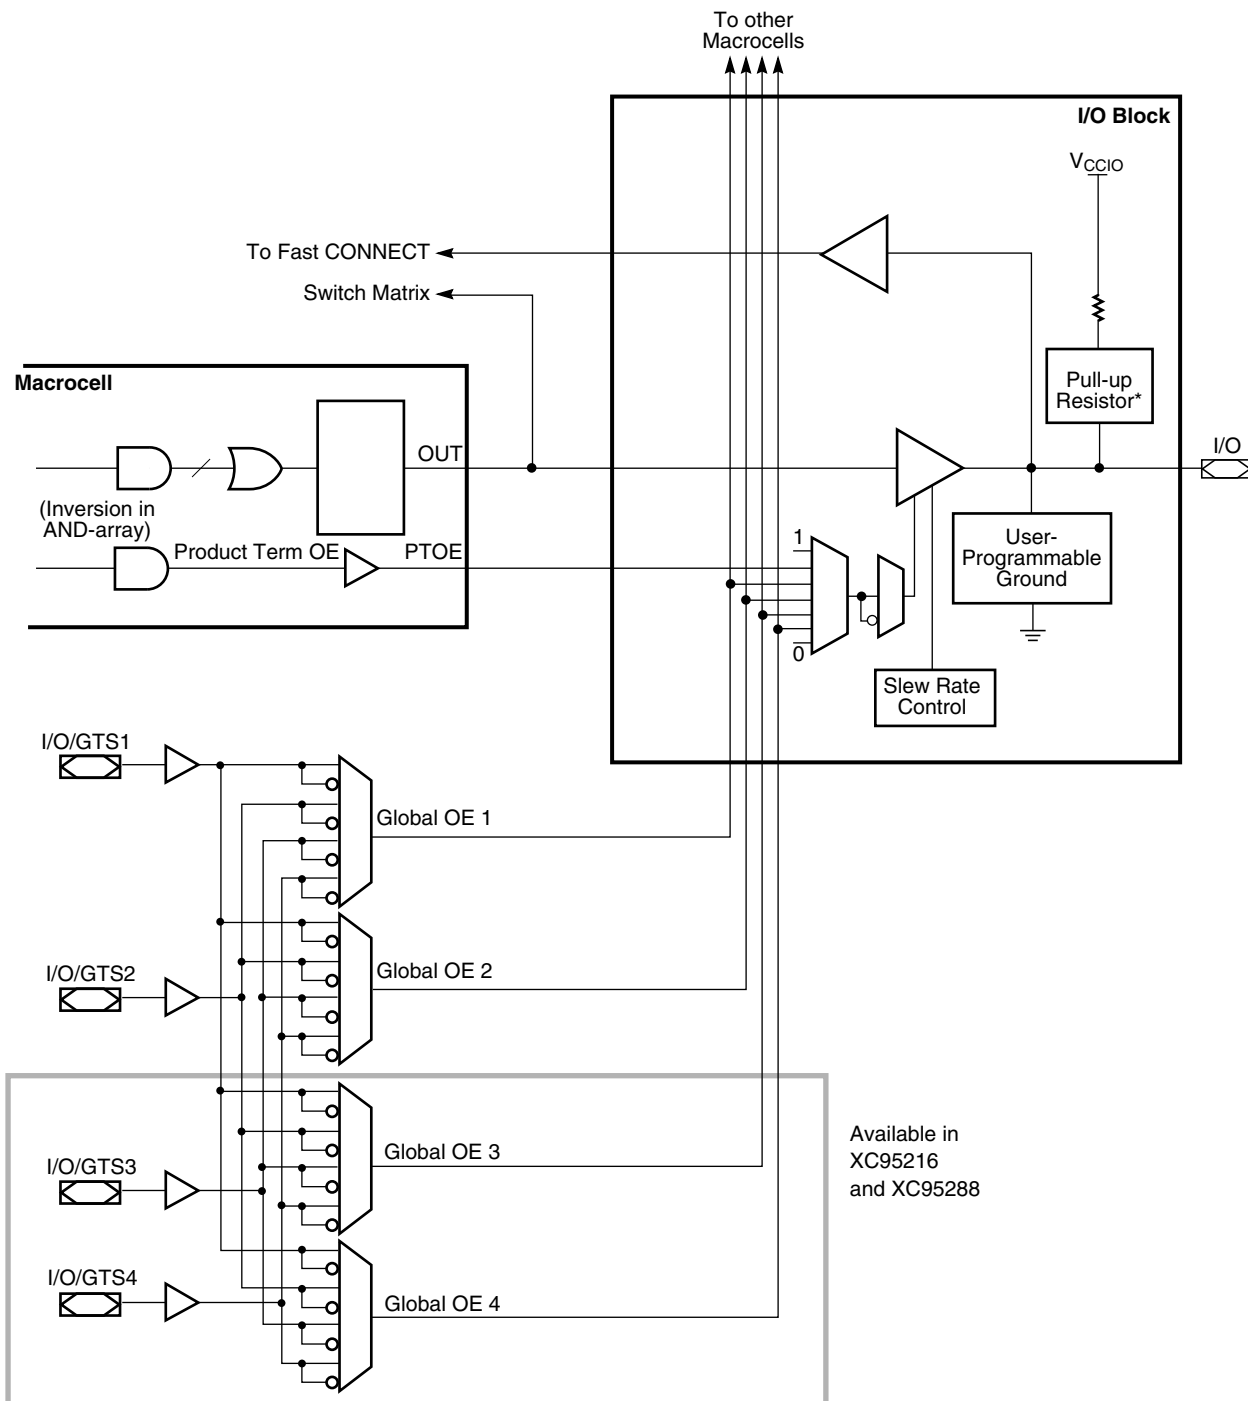 To other
Macrocells
I/O Block
VCCIO
To Fast CONNECT
Switch Matrix
Pull-up
Resistor*
Macrocell
OUT
I/O
(Inversion in
AND-array)
Product Term OE
PTOE
1
User-
Programmable
Ground
0
Slew Rate
Control
I/O/GTS1
Global OE 1
I/O/GTS2
Global OE 2
Available in
XC95216
and XC95288
Global OE 3
I/O/GTS3
I/O/GTS4
Global OE 4